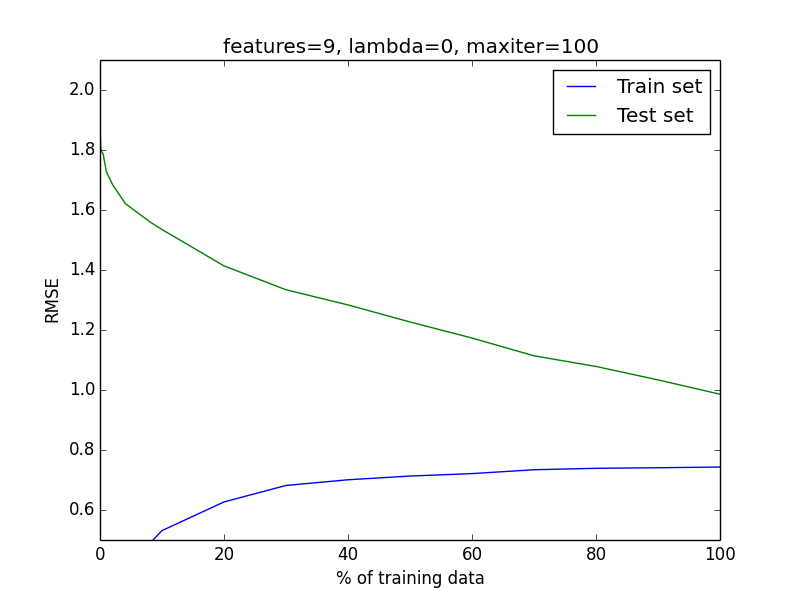 features=9, lambda=0, maxiter=100
Train set
Test set
2.0
1.8
1.6
1.4
1.2
1.0
0.8
0.6
RMSE
0 20 40 60 80 100
% of training data